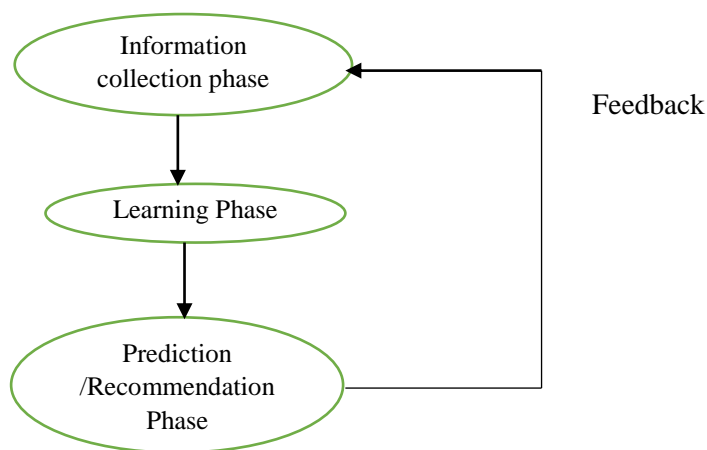 Information
collection phase
Feedback
Learning Phase
Prediction
/Recommendation
Phase